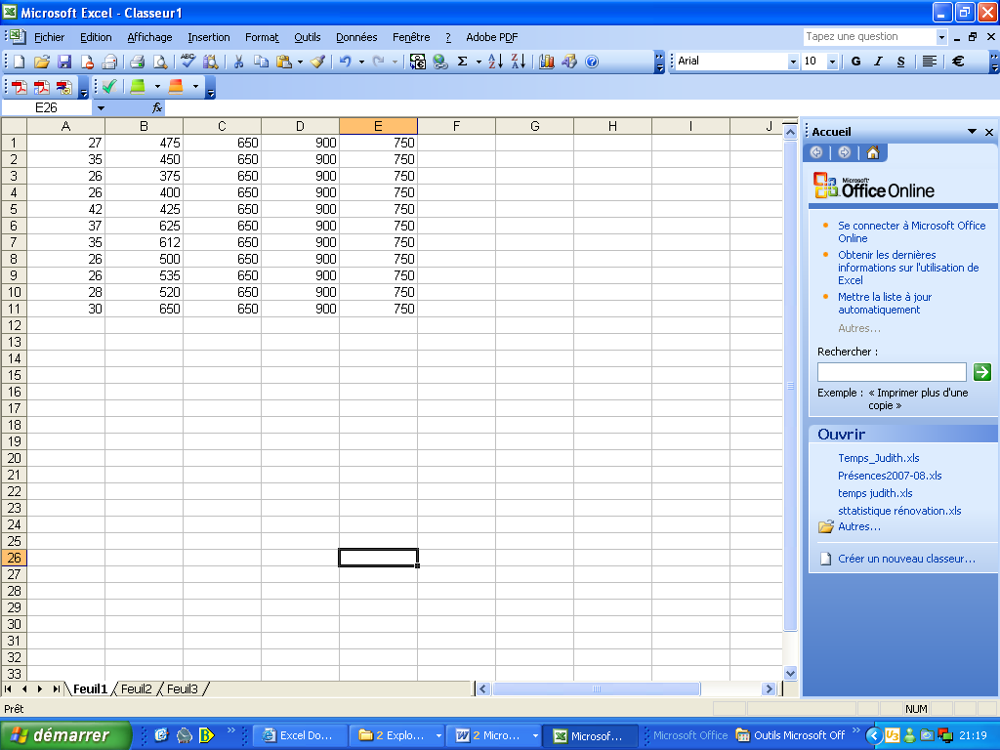 Microsoft Excel - Classeur1
Fichier Edition Affichage Insertion Format Outils Données Fenêtre ? Adobe PDF Tapez une question
Arial 10 G I S €
E26 fx
A B C D E F G H I J
1 27 475 650 900 750
2 35 450 650 900 750
3 26 375 650 900 750
4 26 400 650 900 750
5 42 425 650 900 750
6 37 625 650 900 750
7 35 612 650 900 750
8 26 500 650 900 750
9 26 535 650 900 750
10 28 520 650 900 750
11 30 650 650 900 750
12
13
14
15
16
17
18
19
20
21
22
23
24
25
26
27
28
29
30
31
32
33
Accueil
Microsoft
Office Online
Se connecter à Microsoft Office
Online
Obtenir les dernières
informations sur l'utilisation de
Excel
Mettre la liste à jour
automatiquement
Autres...
Rechercher :
Exemple : « Imprimer plus d'une
copie »
Ouvrir
Temps_Judith.xls
Présences2007-08.xls
temps judith.xls
sttatistique rénovation.xls
Autres...
Créer un nouveau classeur...
Feuil1 Feuil2 Feuil3
Prêt NUM
démarrer Excel Do... 2 Explo... 2 Micro... Microsof... Microsoft Office Outils Microsoft Off 21:19